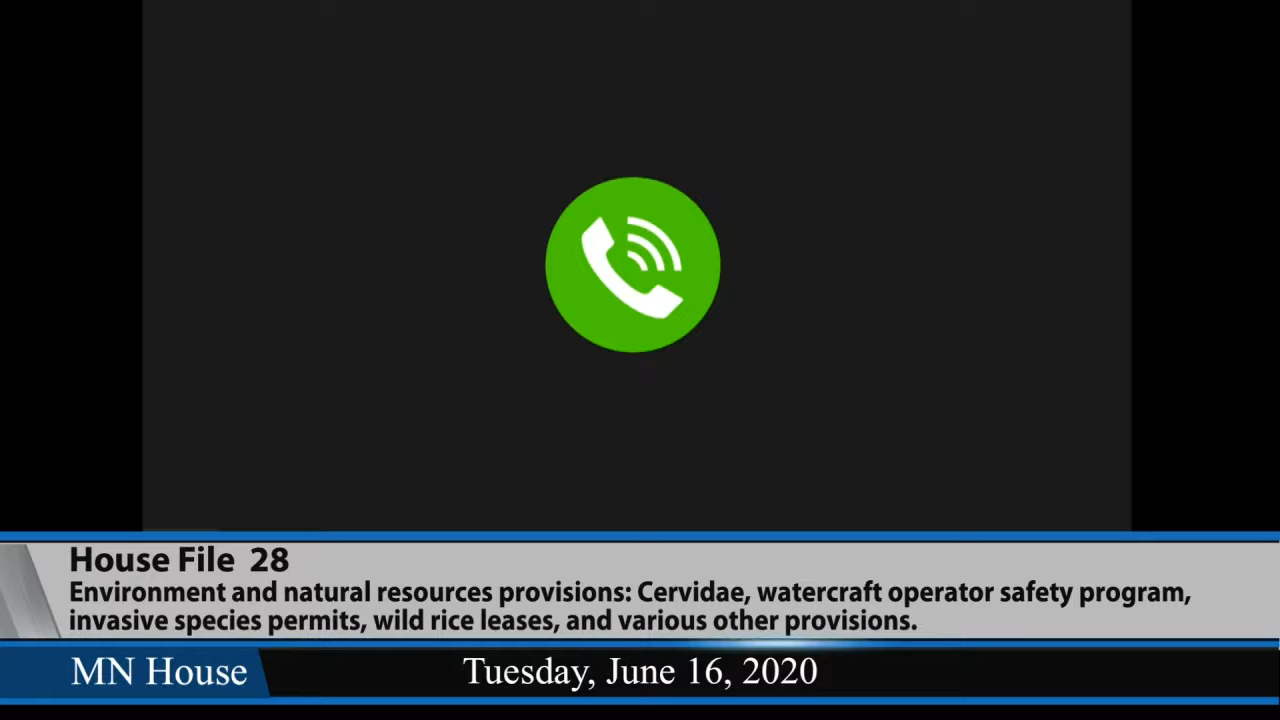 House File 28
Environment and natural resources provisions: Cervidae, watercraft operator safety program,
invasive species permits, wild rice leases, and various other provisions.
MN House
Tuesday, June 16, 2020